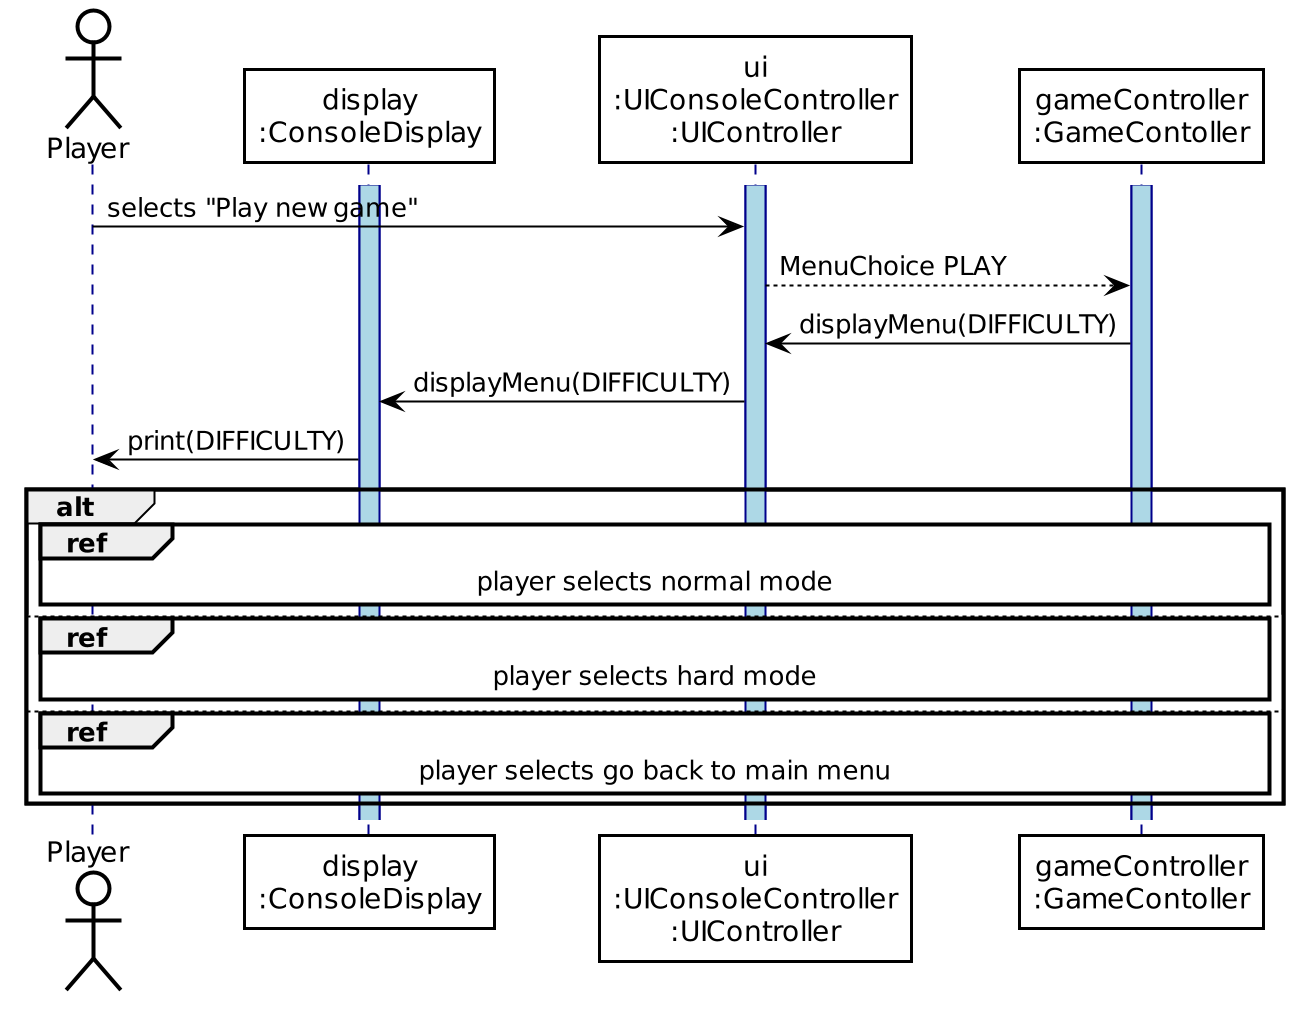 Player
display
:ConsoleDisplay
ui
:UIConsoleController
:UIController
gameController
:GameContoller
selects "Play new game"
MenuChoice PLAY
displayMenu(DIFFICULTY)
displayMenu(DIFFICULTY)
print(DIFFICULTY)
alt
ref
player selects normal mode
ref
player selects hard mode
ref
player selects go back to main menu
Player
display
:ConsoleDisplay
ui
:UIConsoleController
:UIController
gameController
:GameContoller